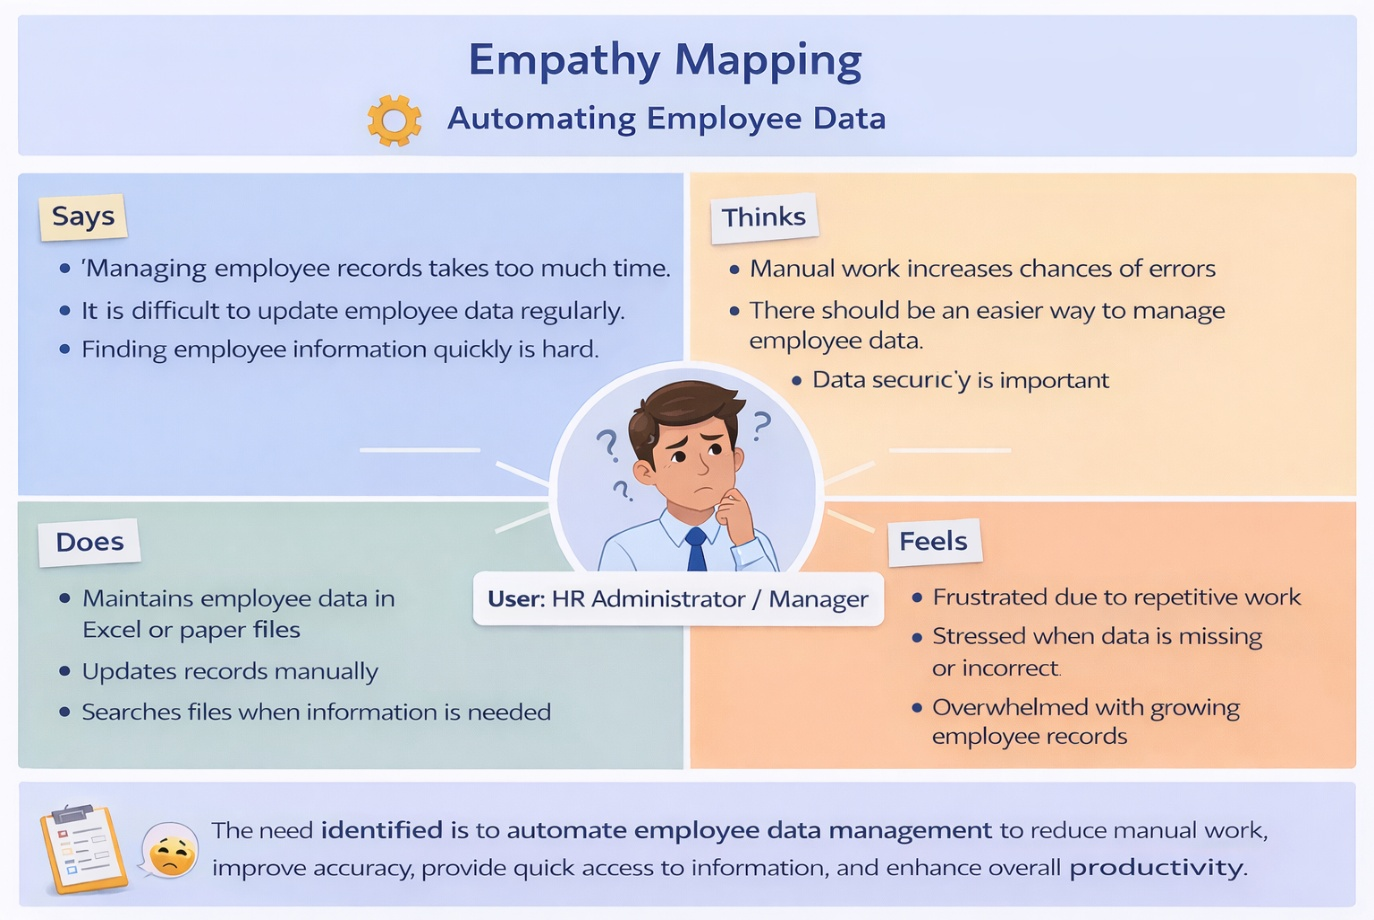 Empathy Mapping
Automating Employee Data
Says
• 'Managing employee records takes too much time.
• It is difficult to update employee data regularly.
• Finding employee information quickly is hard.
Thinks
• Manual work increases chances of errors
• There should be an easier way to manage
employee data.
• Data securic'y is important
? ? ?
User: HR Administrator / Manager
Does
• Maintains employee data in
Excel or paper files
• Updates records manually
• Searches files when information is needed
Feels
• Frustrated due to repetitive work
• Stressed when data is missing
or incorrect.
• Overwhelmed with growing
employee records
The need identified is to automate employee data management to reduce manual work,
improve accuracy, provide quick access to information, and enhance overall productivity.